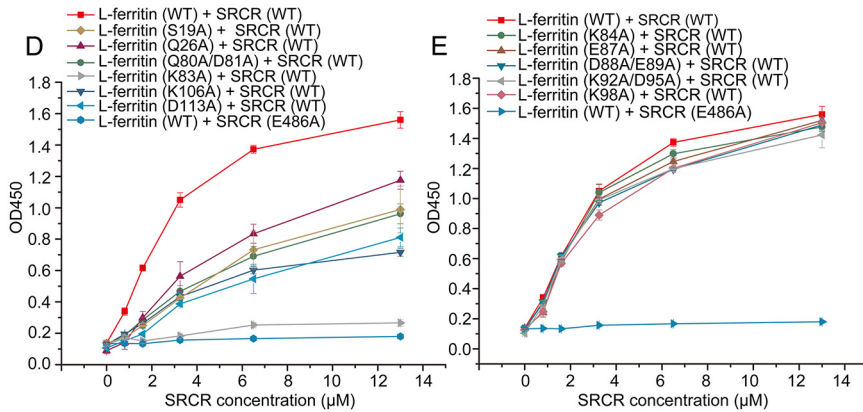 D
L-ferritin (WT) + SRCR (WT)
L-ferritin (S19A) + SRCR (WT)
L-ferritin (Q26A) + SRCR (WT)
L-ferritin (Q80A/D81A) + SRCR (WT)
L-ferritin (K83A) + SRCR (WT)
L-ferritin (K106A) + SRCR (WT)
L-ferritin (D113A) + SRCR (WT)
L-ferritin (WT) + SRCR (E486A)
OD450
1.8
1.6
1.4
1.2
1.0
0.8
0.6
0.4
0.2
0.0
0 2 4 6 8 10 12 14
SRCR concentration (µM)
E
L-ferritin (WT) + SRCR (WT)
L-ferritin (K84A) + SRCR (WT)
L-ferritin (E87A) + SRCR (WT)
L-ferritin (D88A/E89A) + SRCR (WT)
L-ferritin (K92A/D95A) + SRCR (WT)
L-ferritin (K98A) + SRCR (WT)
L-ferritin (WT) + SRCR (E486A)
OD450
1.8
1.6
1.4
1.2
1.0
0.8
0.6
0.4
0.2
0.0
0 2 4 6 8 10 12 14
SRCR concentration (µM)